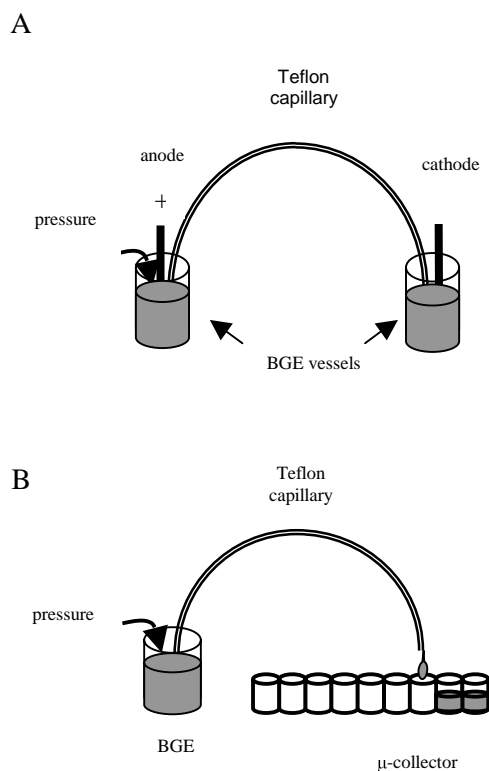 A
Teflon
capillary
anode
cathode
+
pressure
BGE vessels
B
Teflon
capillary
pressure
BGE
μ-collector